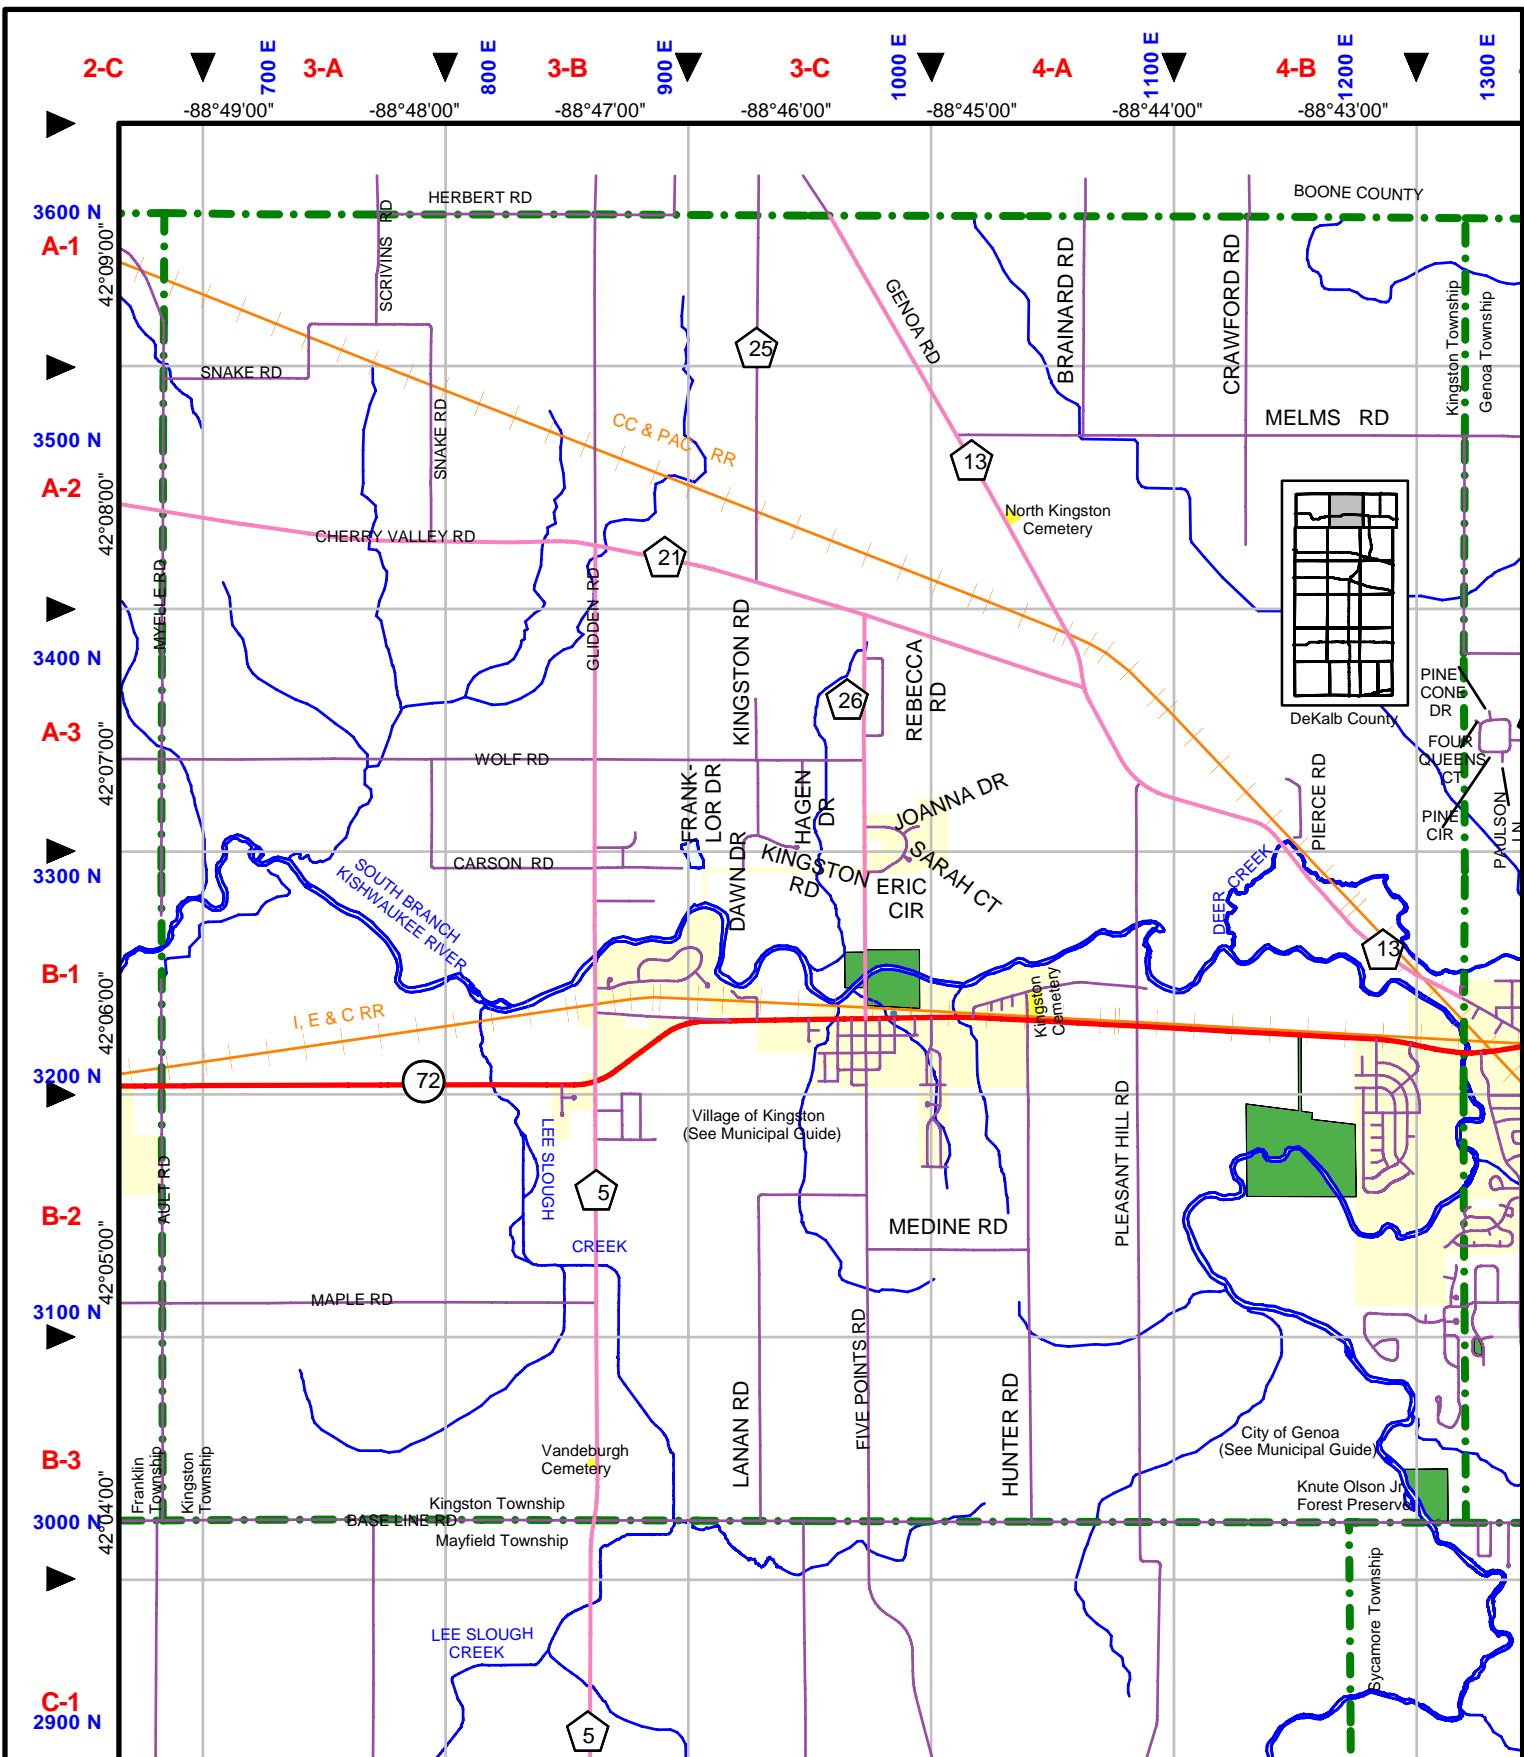 2-C
700 E
3-A
800 E
3-B
900 E
3-C
1000 E
4-A
1100 E
4-B
1200 E
1300 E
-88°49'00"
-88°48'00"
-88°47'00"
-88°46'00"
-88°45'00"
-88°44'00"
-88°43'00"
3600 N
A-1
42°09'00"
3500 N
A-2
42°08'00"
3400 N
A-3
42°07'00"
3300 N
B-1
42°06'00"
3200 N
B-2
42°05'00"
3100 N
B-3
42°04'00"
3000 N
C-1
2900 N
HERBERT RD
BOONE COUNTY
SCRIVINS RD
GENOA RD
BRAINARD RD
CRAWFORD RD
Kingston Township
Genoa Township
25
SNAKE RD
SNAKE RD
CC & PAC RR
MELMS RD
13
North Kingston
Cemetery
CHERRY VALLEY RD
21
MYELLE RD
GLIDDEN RD
KINGSTON RD
REBECCA
RD
26
DeKalb County
PINE
CONE
DR
FOUR
QUEENS
CT
PINE
CIR
PAULSON
LN
WOLF RD
FRANK-
LOR DR
HAGEN
DR
JOANNA DR
PIERCE RD
CARSON RD
DAWN DR
KINGSTON
RD
SARAH CT
ERIC
CIR
DEER CREEK
SOUTH BRANCH
KISHWAUKEE RIVER
13
Kingston
Cemetery
I, E & C RR
72
Village of Kingston
(See Municipal Guide)
LEE SLOUGH
CREEK
5
AULT RD
MEDINE RD
PLEASANT HILL RD
MAPLE RD
LANAN RD
FIVE POINTS RD
HUNTER RD
City of Genoa
(See Municipal Guide)
Vandeburgh
Cemetery
Franklin
Township
Kingston
Township
Knute Olson Jr
Forest Preserve
Kingston Township
BASE LINE RD
Mayfield Township
Sycamore Township
LEE SLOUGH
CREEK
5